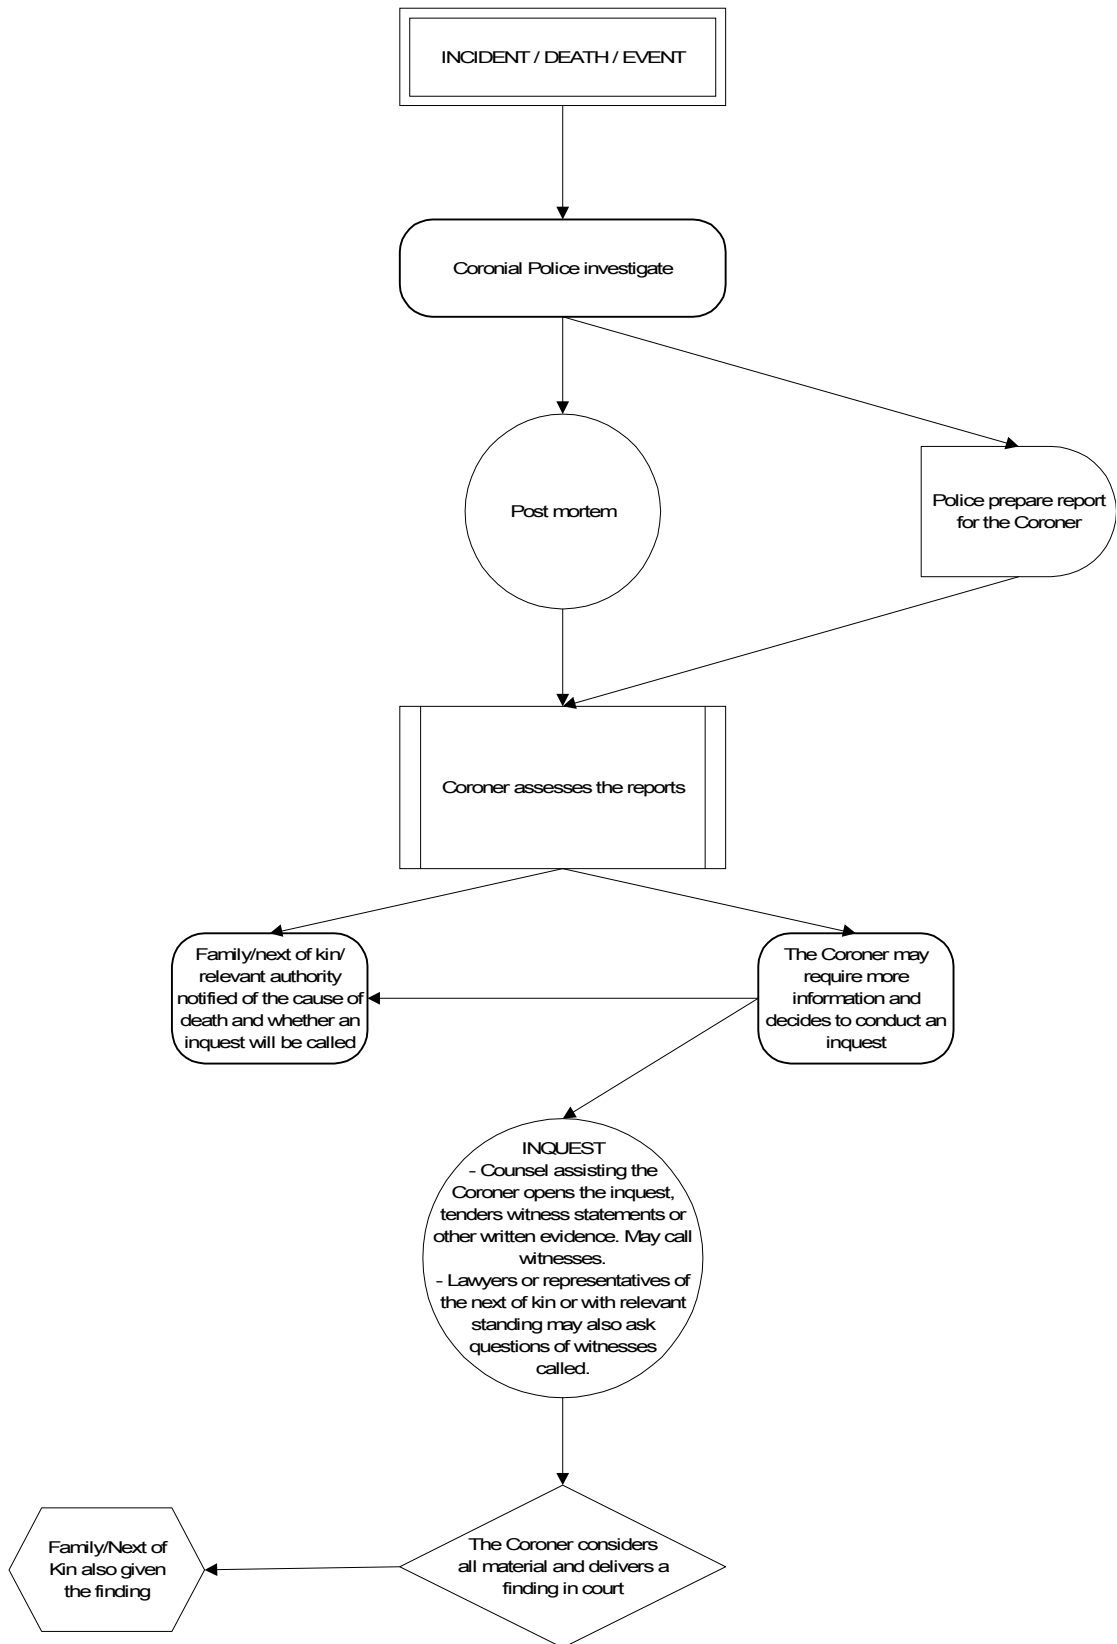 INCIDENT / DEATH / EVENT
Coronial Police investigate
Post mortem
Police prepare report
for the Coroner
Coroner assesses the reports
Family/next of kin/
relevant authority
notified of the cause of
death and whether an
inquest will be called
The Coroner may
require more
information and
decides to conduct an
inquest
INQUEST
- Counsel assisting the
Coroner opens the inquest,
tenders witness statements or
other written evidence. May call
witnesses.
- Lawyers or representatives of
the next of kin or with relevant
standing may also ask
questions of witnesses
called.
The Coroner considers
all material and delivers a
finding in court
Family/Next of
Kin also given
the finding